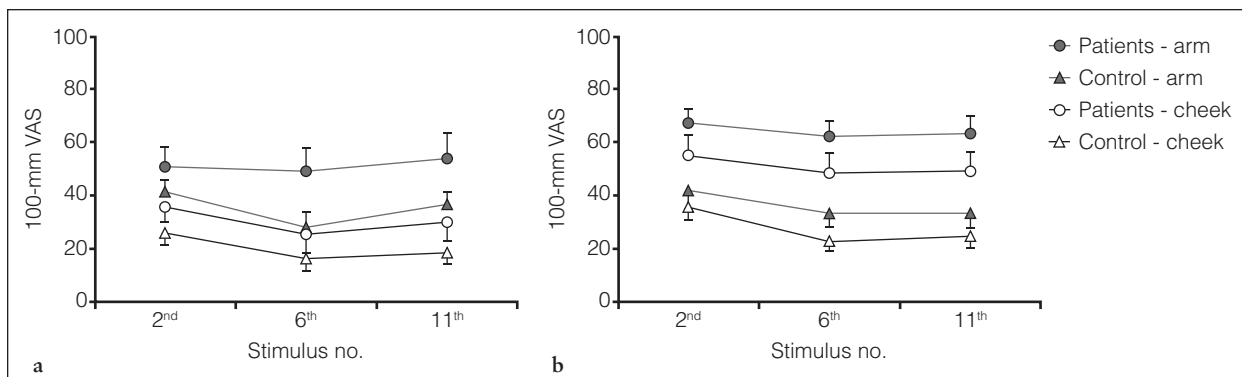 100
80
60
40
20
0
100-mm VAS
2nd 6th 11th
Stimulus no.
a
100
80
60
40
20
0
100-mm VAS
2nd 6th 11th
Stimulus no.
b
Patients - arm
Control - arm
Patients - cheek
Control - cheek